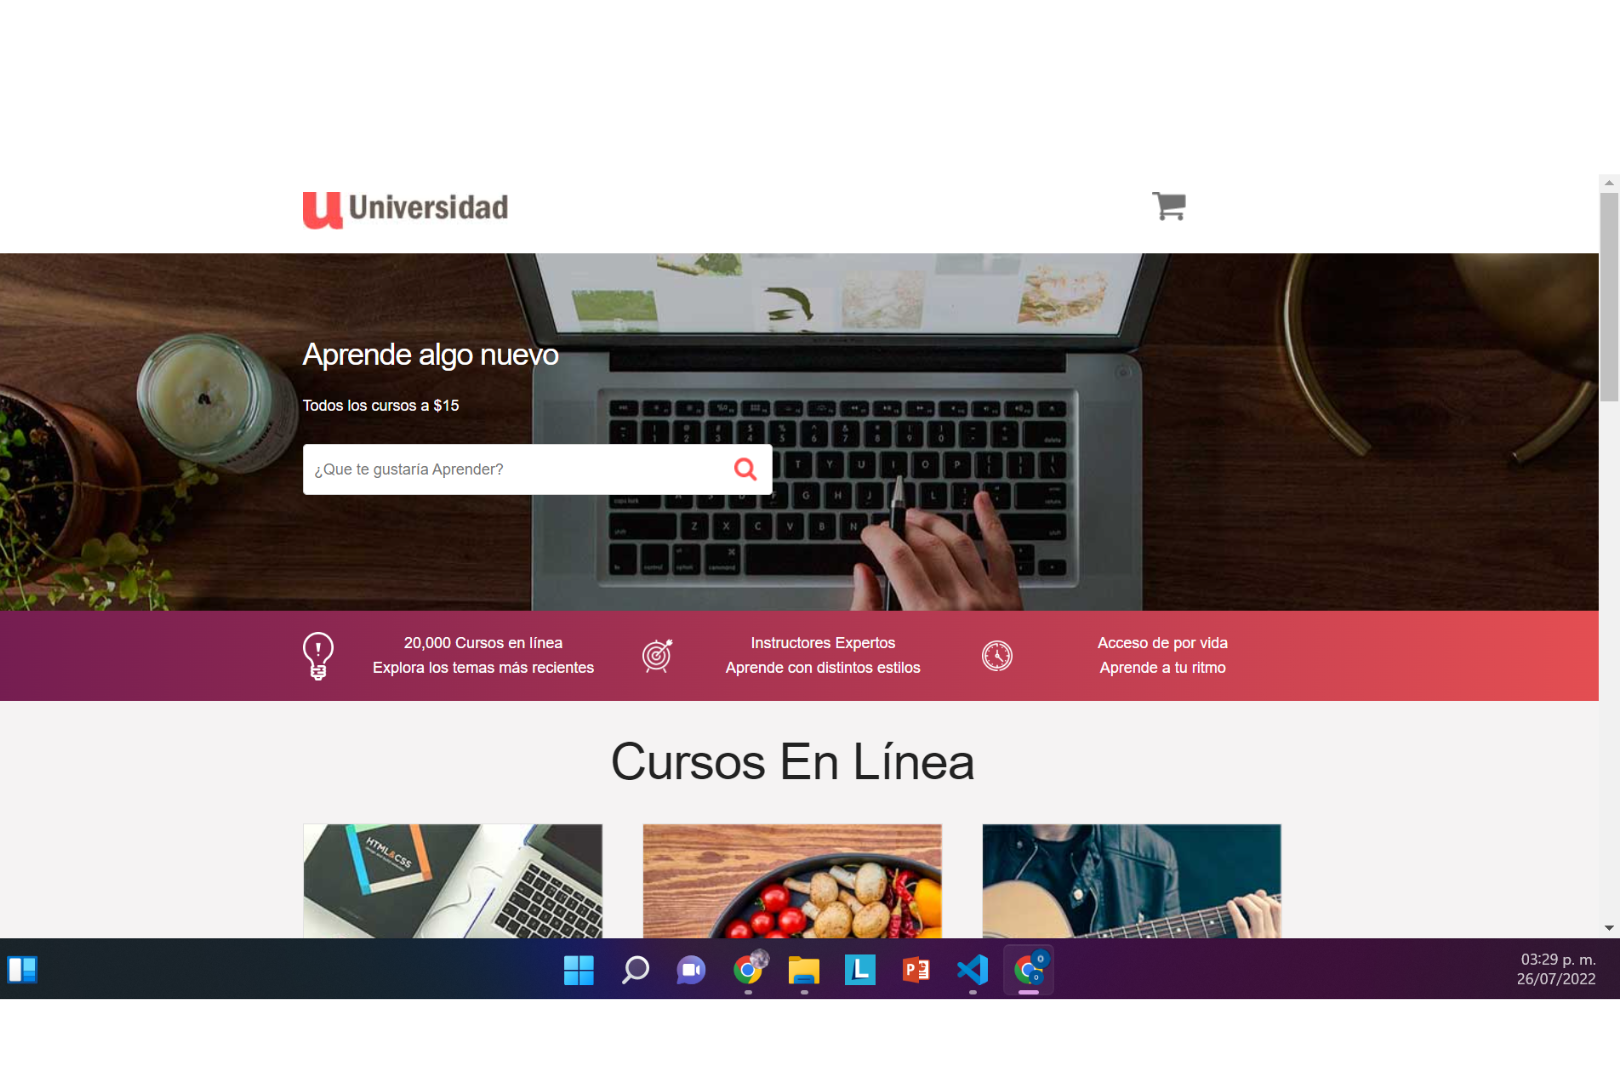 Universidad
Aprende algo nuevo
Todos los cursos a $15
¿Que te gustaría Aprender?
20,000 Cursos en línea
Explora los temas más recientes
Instructores Expertos
Aprende con distintos estilos
Acceso de por vida
Aprende a tu ritmo
Cursos En Línea
HTML&CSS
03:29 p. m.
26/07/2022